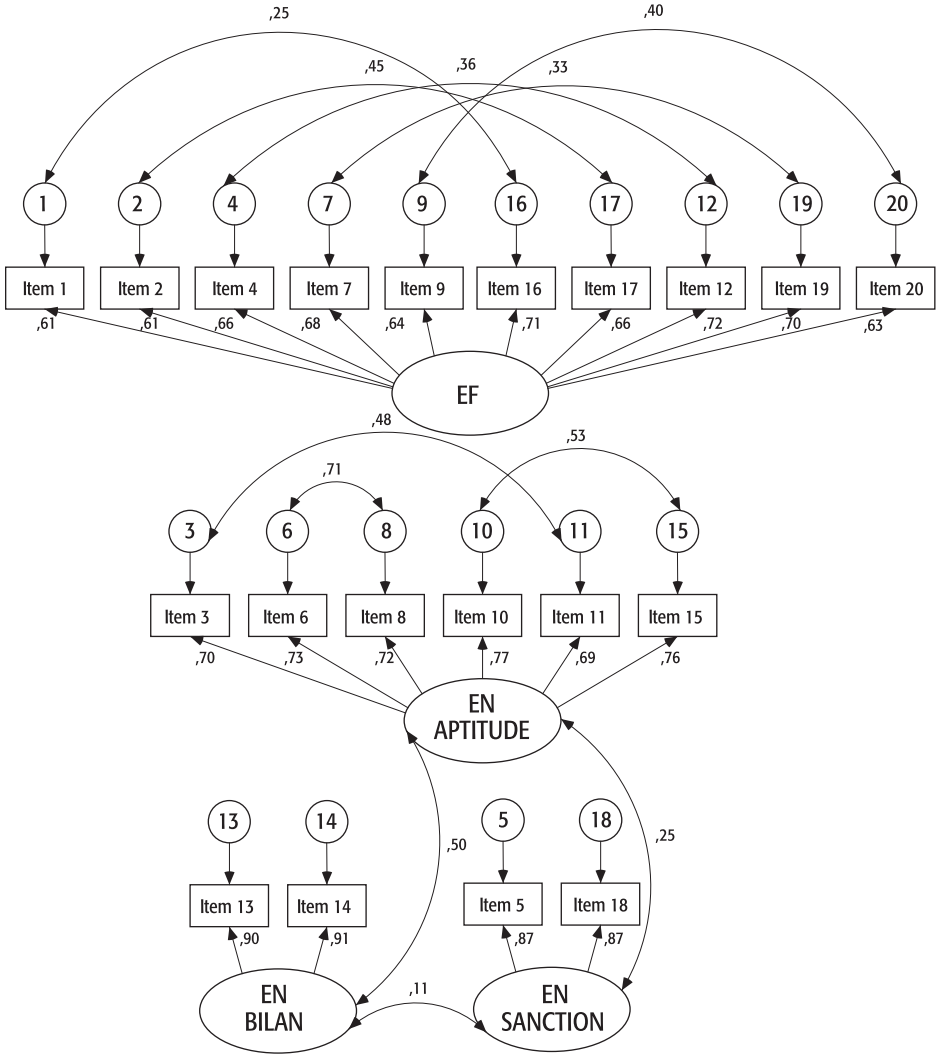 ,25
,40
,45
,36
,33
1 2 4 7 9 16 17 12 19 20
Item 1 Item 2 Item 4 Item 7 Item 9 Item 16 Item 17 Item 12 Item 19 Item 20
,61 ,61 ,66 ,68 ,64 ,71 ,66 ,72 ,70 ,63
EF
,48
,53
,71
3 6 8 10 11 15
Item 3 Item 6 Item 8 Item 10 Item 11 Item 15
,70 ,73 ,72 ,77 ,69 ,76
EN
APTITUDE
13 14 5 18
,50
,25
Item 13 Item 14 Item 5 Item 18
,90 ,91 ,87 ,87
,11
EN
BILAN
EN
SANCTION